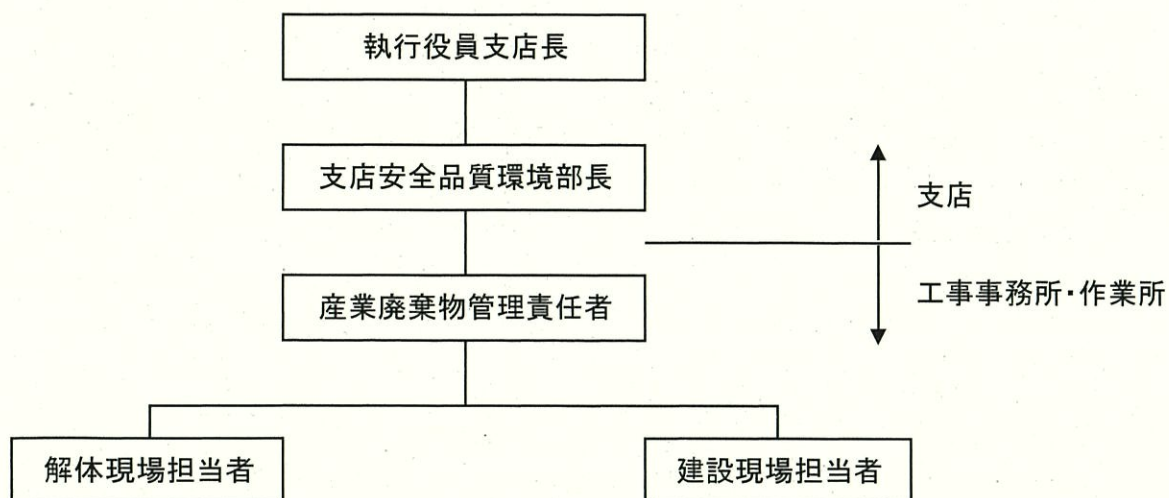 執行役員支店長
支店安全品質環境部長
支店
産業廃棄物管理責任者
工事事務所・作業所
解体現場担当者
建設現場担当者